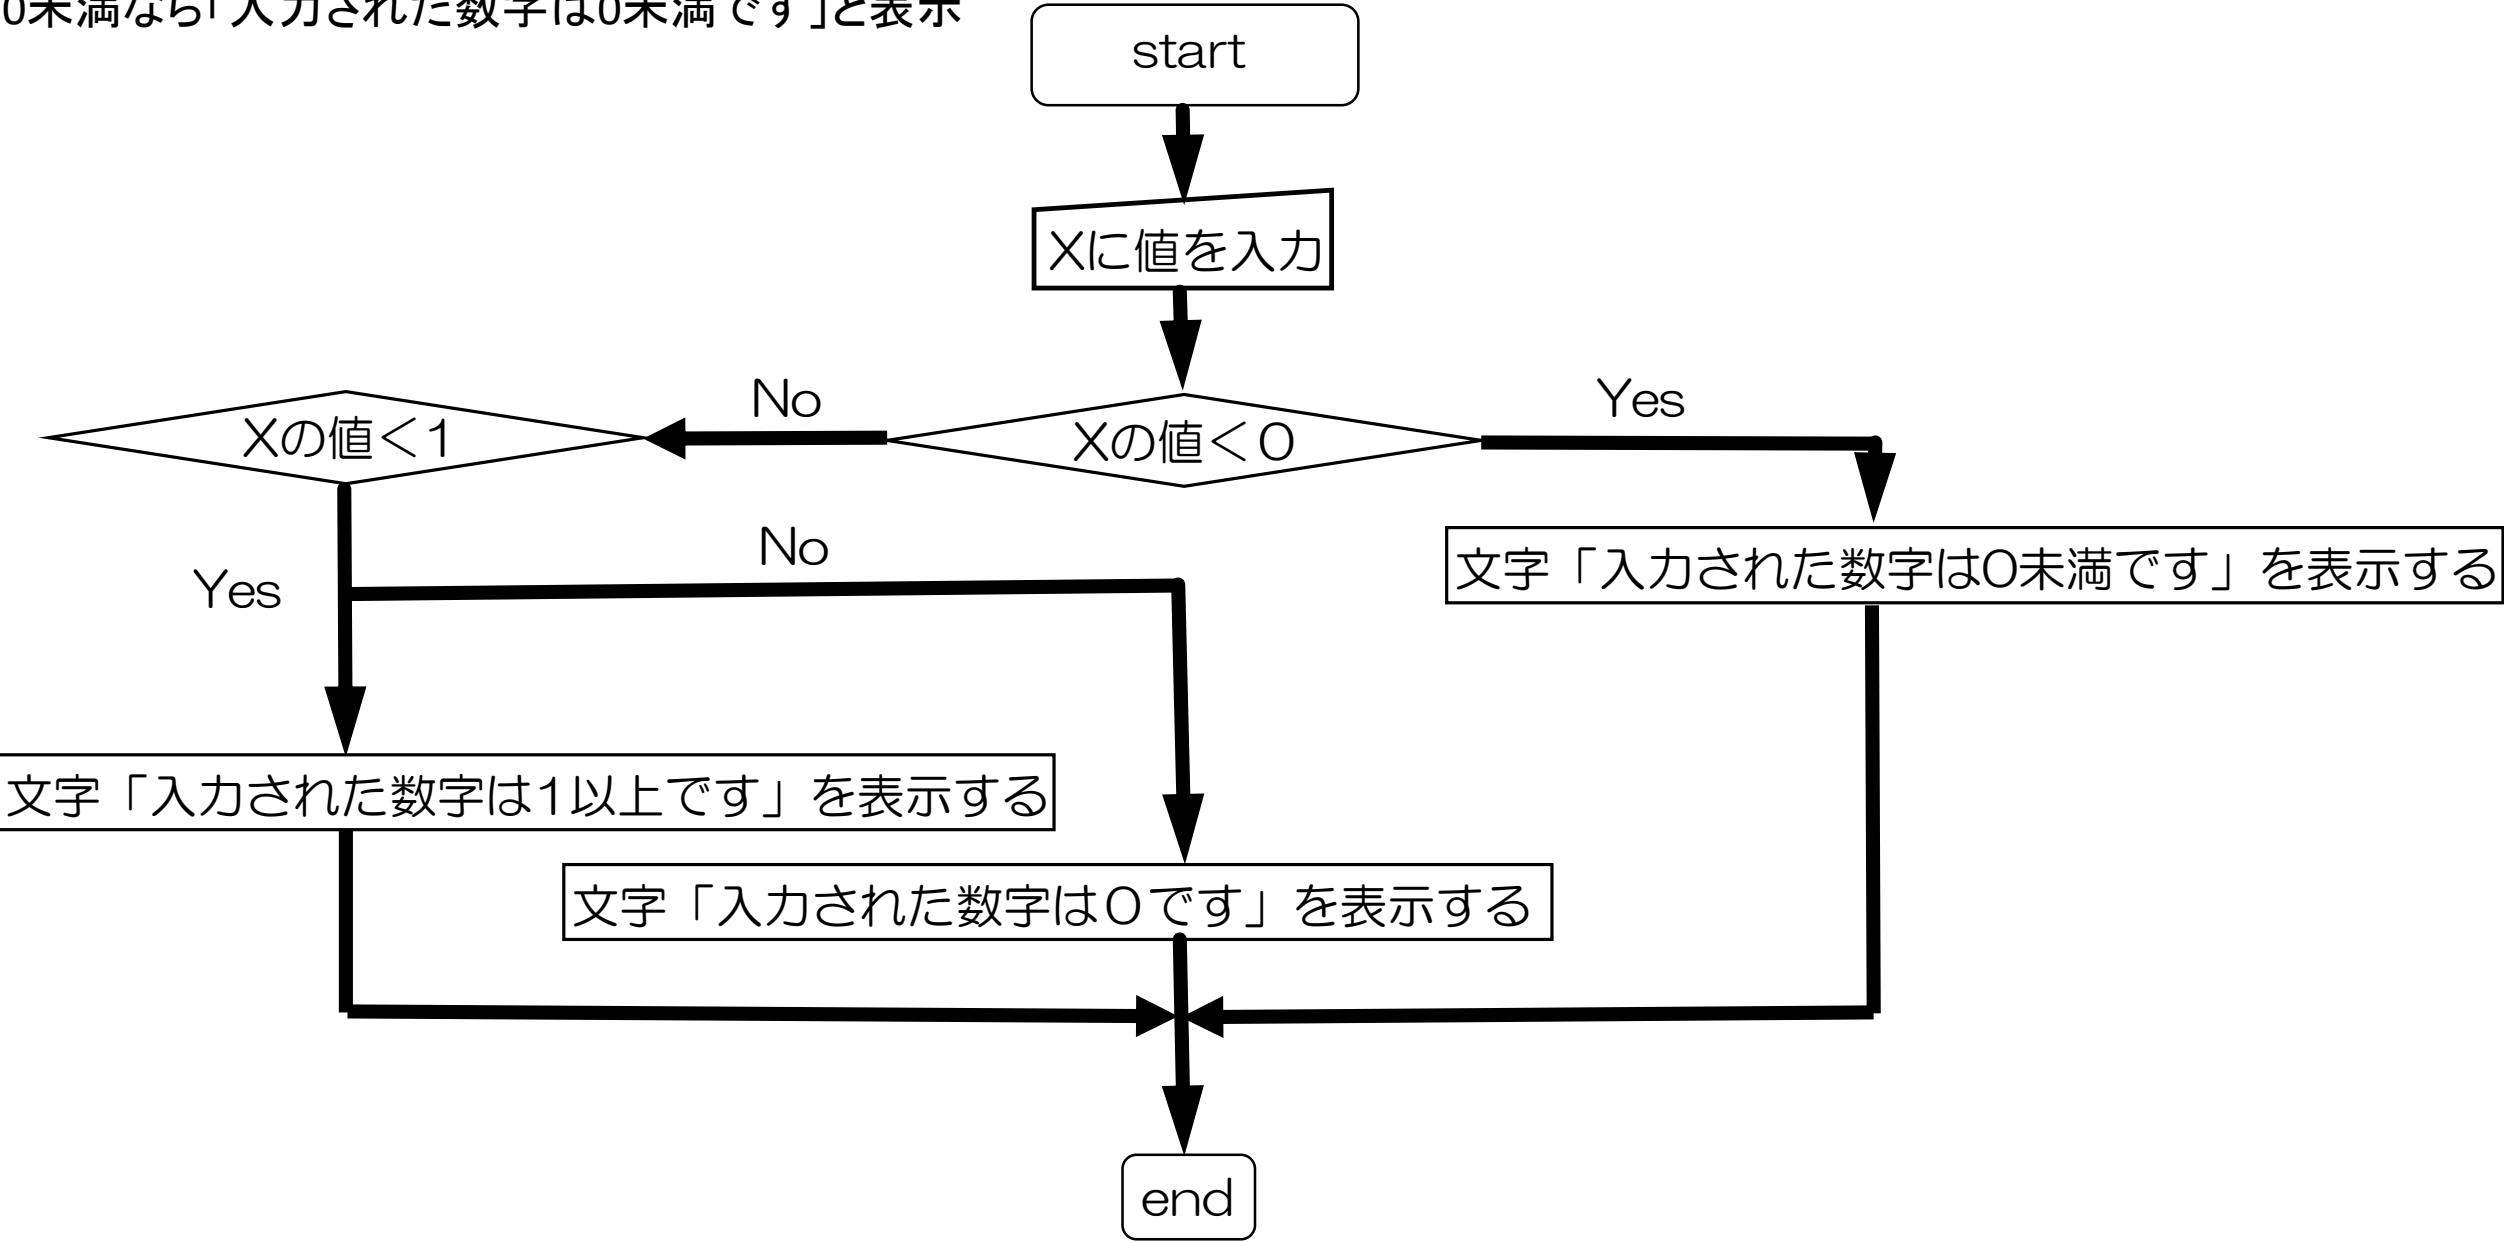 0未満なら「入力された数字は0未満です」と表示
start
Xに値を入力
No
Yes
Xの値<1
Xの値<0
No
Yes
文字「入力された数字は0未満です」を表示する
文字「入力された数字は1以上です」を表示する
文字「入力された数字は0です」を表示する
end